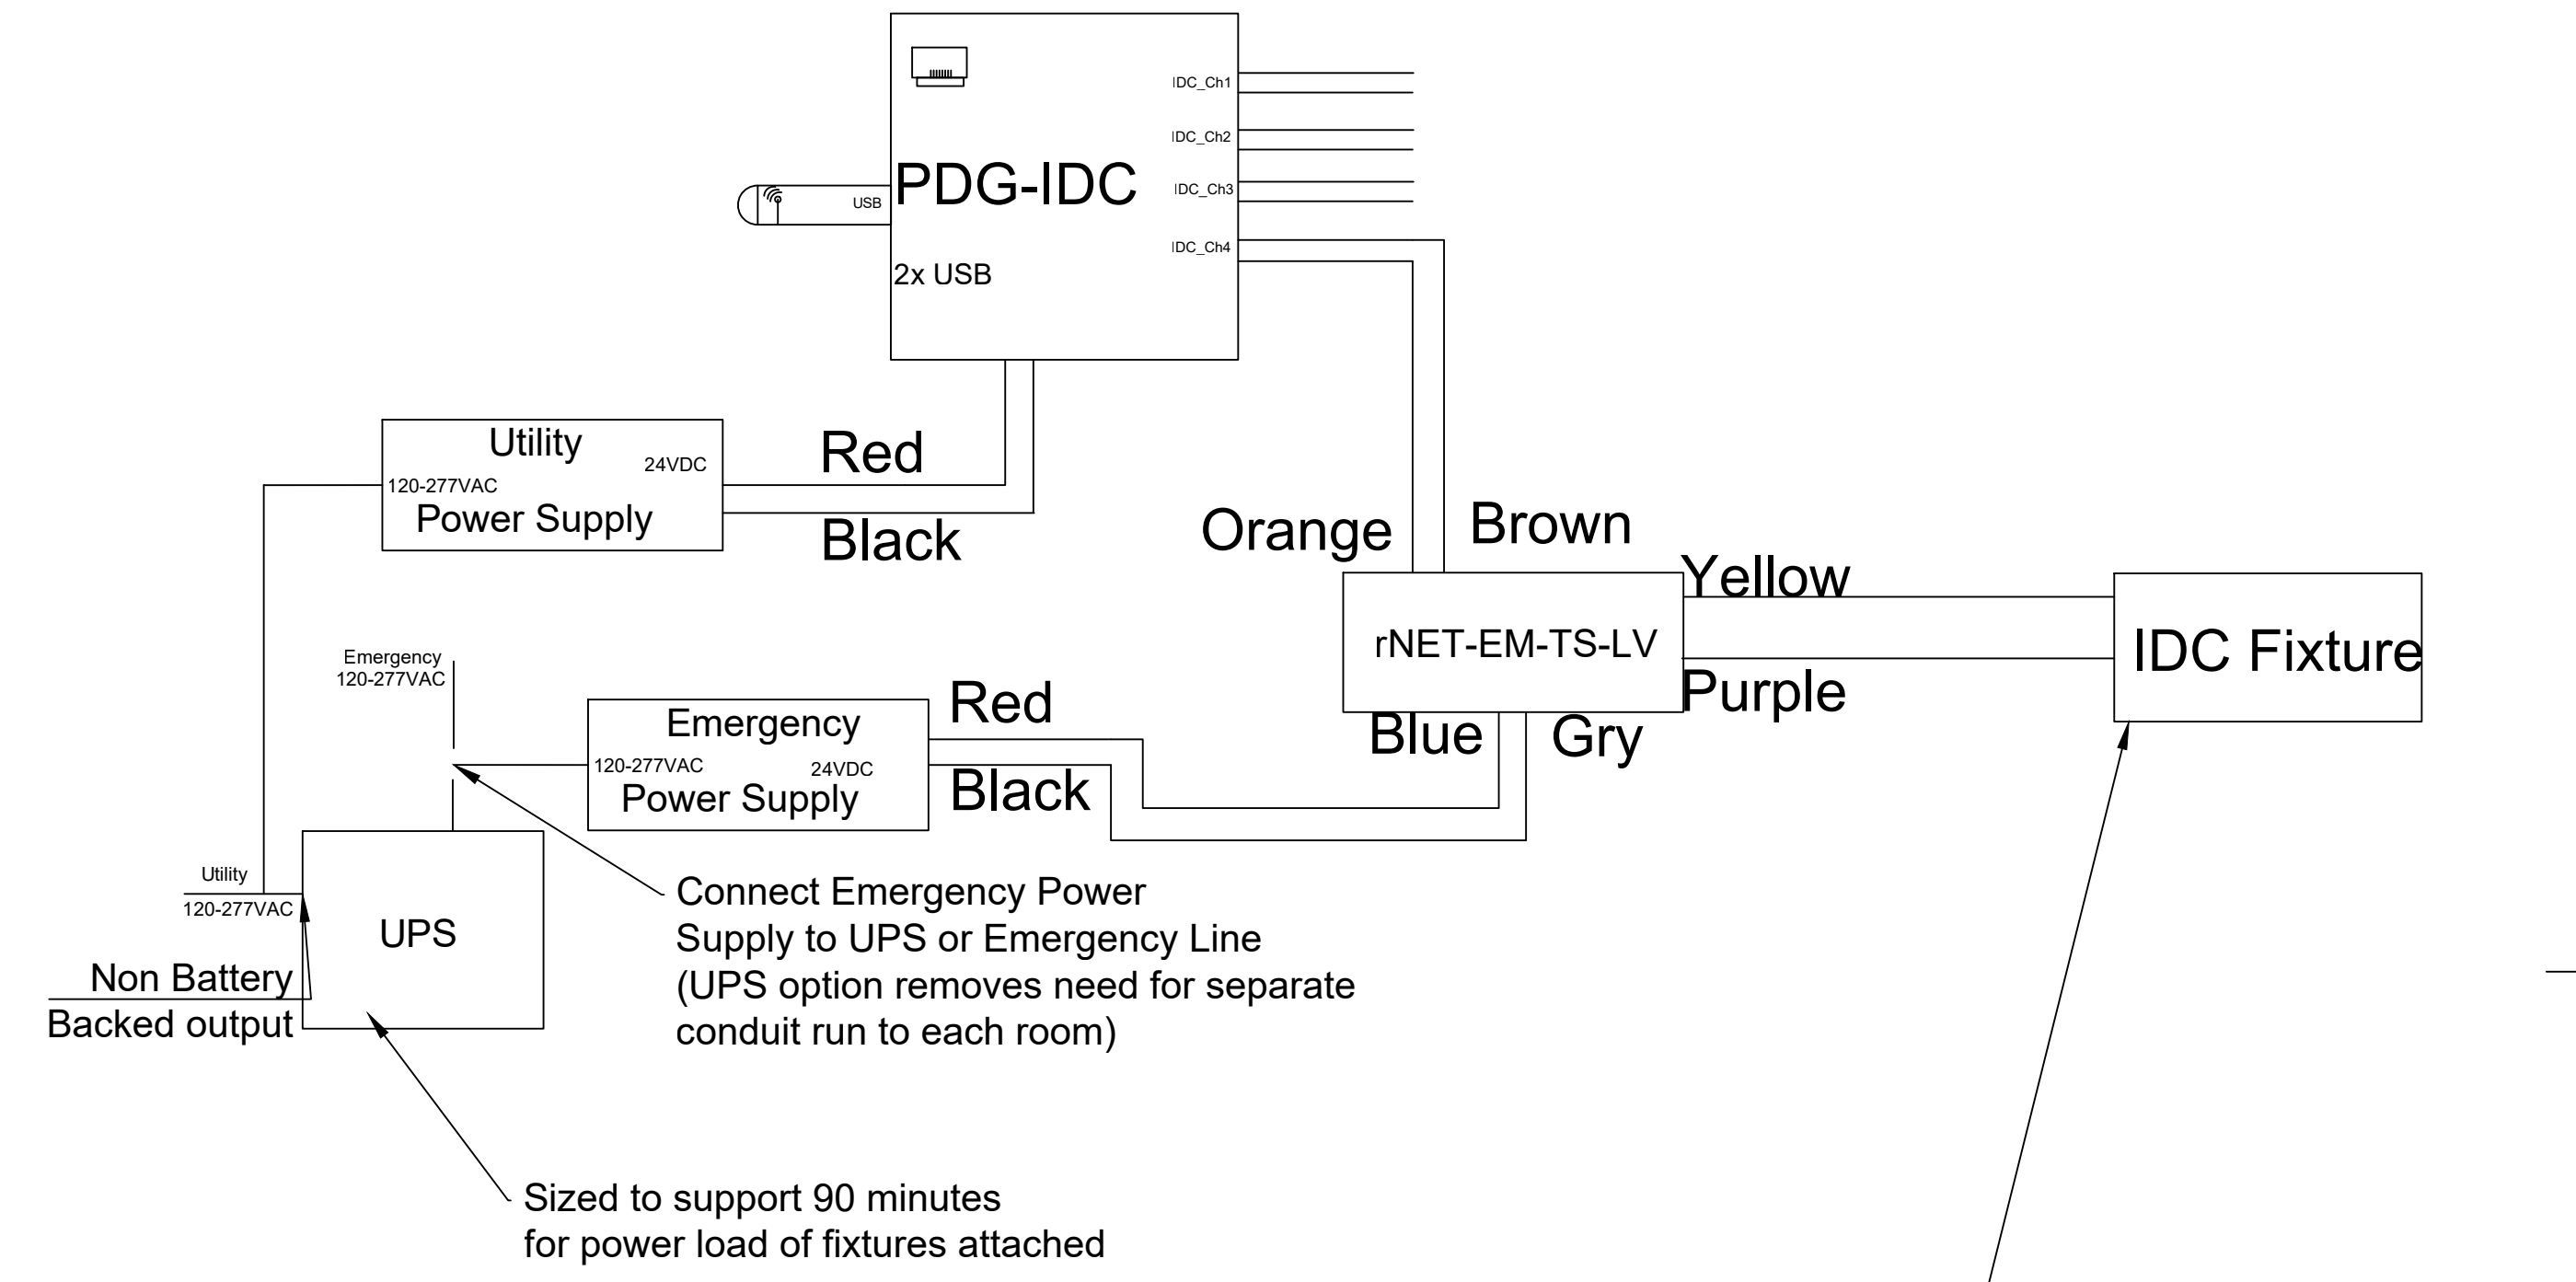 IDC_Ch1
IDC_Ch2
PDG-IDC
IDC_Ch3
USB
IDC_Ch4
2x USB
Utility
24VDC
120-277VAC
Power Supply
Red
Black
Orange
Brown
Yellow
rNET-EM-TS-LV
IDC Fixture
Purple
Blue
Gry
Emergency
120-277VAC
Emergency
120-277VAC
24VDC
Power Supply
Red
Black
Utility
120-277VAC
UPS
Non Battery
Backed output
Connect Emergency Power
Supply to UPS or Emergency Line
(UPS option removes need for separate
conduit run to each room)
Sized to support 90 minutes
for power load of fixtures attached